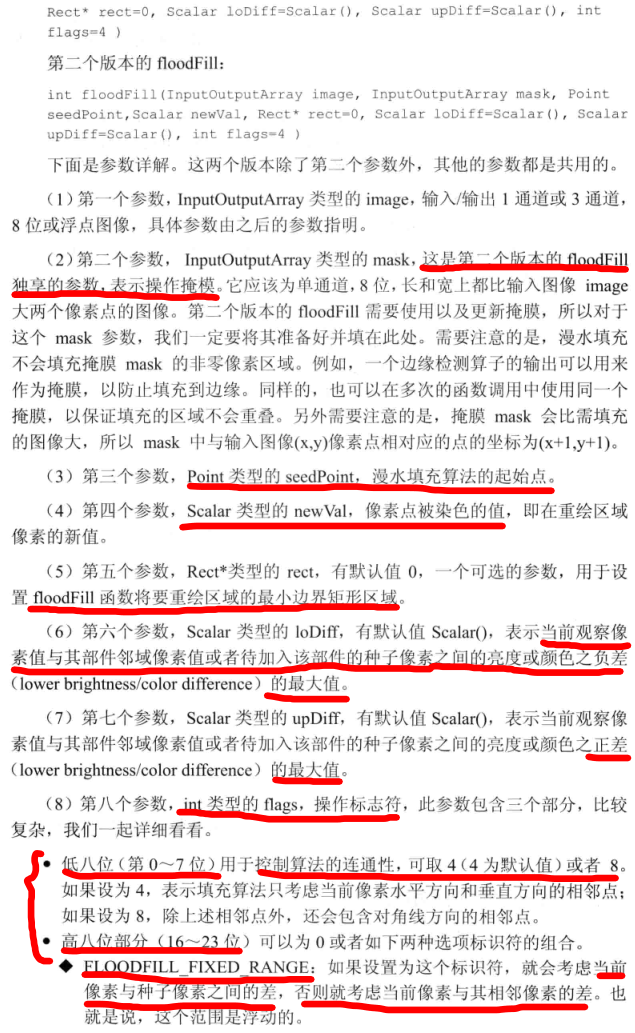 Rect* rect=0, Scalar loDiff=Scalar(), Scalar upDiff=Scalar(), int
flags=4 )
第二个版本的 floodFill：
int floodFill(InputOutputArray image, InputOutputArray mask, Point
seedPoint,Scalar newVal, Rect* rect=0, Scalar loDiff=Scalar(), Scalar
upDiff=Scalar(), int flags=4 )
下面是参数详解。这两个版本除了第二个参数外，其他的参数都是共用的。
（1）第一个参数，InputOutputArray 类型的 image，输入/输出 1 通道或 3 通道，
8 位或浮点图像，具体参数由之后的参数指明。
（2）第二个参数， InputOutputArray 类型的 mask，这是第二个版本的 floodFill
独享的参数，表示操作掩模。它应该为单通道，8 位，长和宽上都比输入图像 image
大两个像素点的图像。第二个版本的 floodFill 需要使用以及更新掩膜，所以对于
这个 mask 参数，我们一定要将其准备好并填在此处。需要注意的是，漫水填充
不会填充掩膜 mask 的非零像素区域。例如，一个边缘检测算子的输出可以用来
作为掩膜，以防止填充到边缘。同样的，也可以在多次的函数调用中使用同一个
掩膜，以保证填充的区域不会重叠。另外需要注意的是，掩膜 mask 会比需填充
的图像大，所以 mask 中与输入图像(x,y)像素点相对应的点的坐标为(x+1,y+1)。
（3）第三个参数，Point 类型的 seedPoint，漫水填充算法的起始点。
（4）第四个参数，Scalar 类型的 newVal，像素点被染色的值，即在重绘区域
像素的新值。
（5）第五个参数，Rect*类型的 rect，有默认值 0，一个可选的参数，用于设
置 floodFill 函数将要重绘区域的最小边界矩形区域。
（6）第六个参数，Scalar 类型的 loDiff，有默认值 Scalar()，表示当前观察像
素值与其部件邻域像素值或者待加入该部件的种子像素之间的亮度或颜色之负差
（lower brightness/color difference）的最大值。
（7）第七个参数，Scalar 类型的 upDiff，有默认值 Scalar()，表示当前观察像
素值与其部件邻域像素值或者待加入该部件的种子像素之间的亮度或颜色之正差
（lower brightness/color difference）的最大值。
（8）第八个参数，int 类型的 flags，操作标志符，此参数包含三个部分，比较
复杂，我们一起详细看看。
● 低八位（第 0～7 位）用于控制算法的连通性，可取 4（4 为默认值）或者 8。
如果设为 4，表示填充算法只考虑当前像素水平方向和垂直方向的相邻点；
如果设为 8，除上述相邻点外，还会包含对角线方向的相邻点。
● 高八位部分（16～23 位）可以为 0 或者如下两种选项标识符的组合。
◆ FLOODFILL_FIXED_RANGE：如果设置为这个标识符，就会考虑当前
像素与种子像素之间的差，否则就考虑当前像素与其相邻像素的差。也
就是说，这个范围是浮动的。